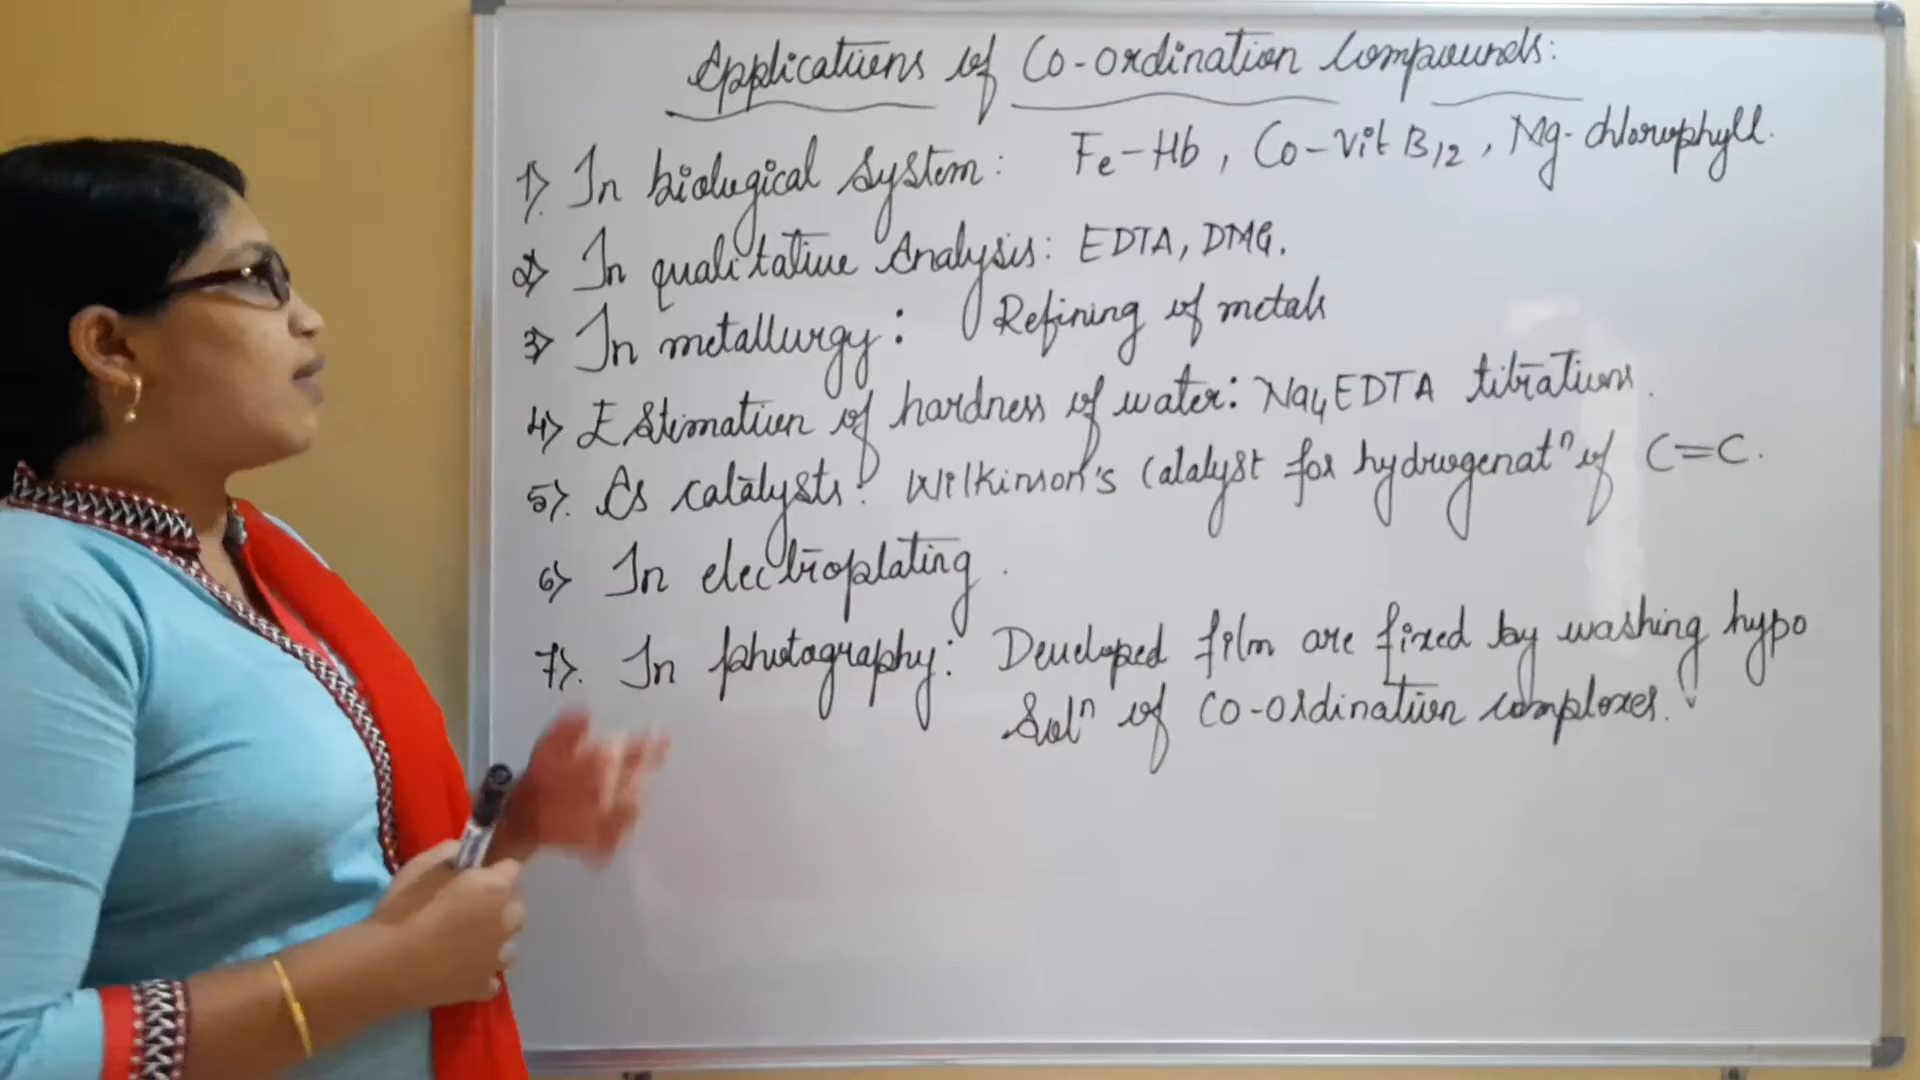 Applications of Co-ordination Compounds:
1). In biological system: Fe-Hb, Co-Vit B12, Mg-chlorophyll.
2) In qualitative Analysis: EDTA, DMG.
3) In metallurgy: Refining of metals
4) Estimation of hardness of water: Na4EDTA titrations.
5). As catalysts: Wilkinson's Catalyst for hydrogenatⁿ of C=C.
6) In electroplating.
7). In photography: Developed film are fixed by washing hypo
Solⁿ of Co-ordination complexes.